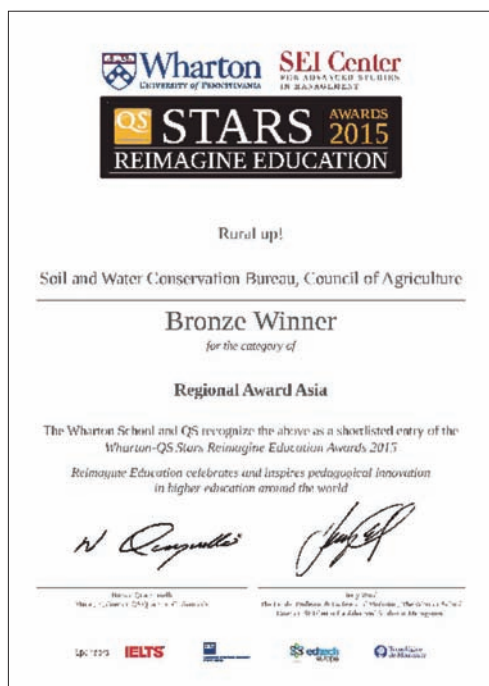 Wharton
UNIVERSITY OF PENNSYLVANIA
SEI Center
FOR ADVANCED STUDIES
IN MANAGEMENT
QS STARS AWARDS 2015
REIMAGINE EDUCATION
Rural up!
Soil and Water Conservation Bureau, Council of Agriculture
Bronze Winner
for the category of
Regional Award Asia
The Wharton School and QS recognize the above as a shortlisted entry of the
Wharton-QS Stars Reimagine Education Awards 2015
Reimagine Education celebrates and inspires pedagogical innovation
in higher education around the world
Sponsors IELTS edtech